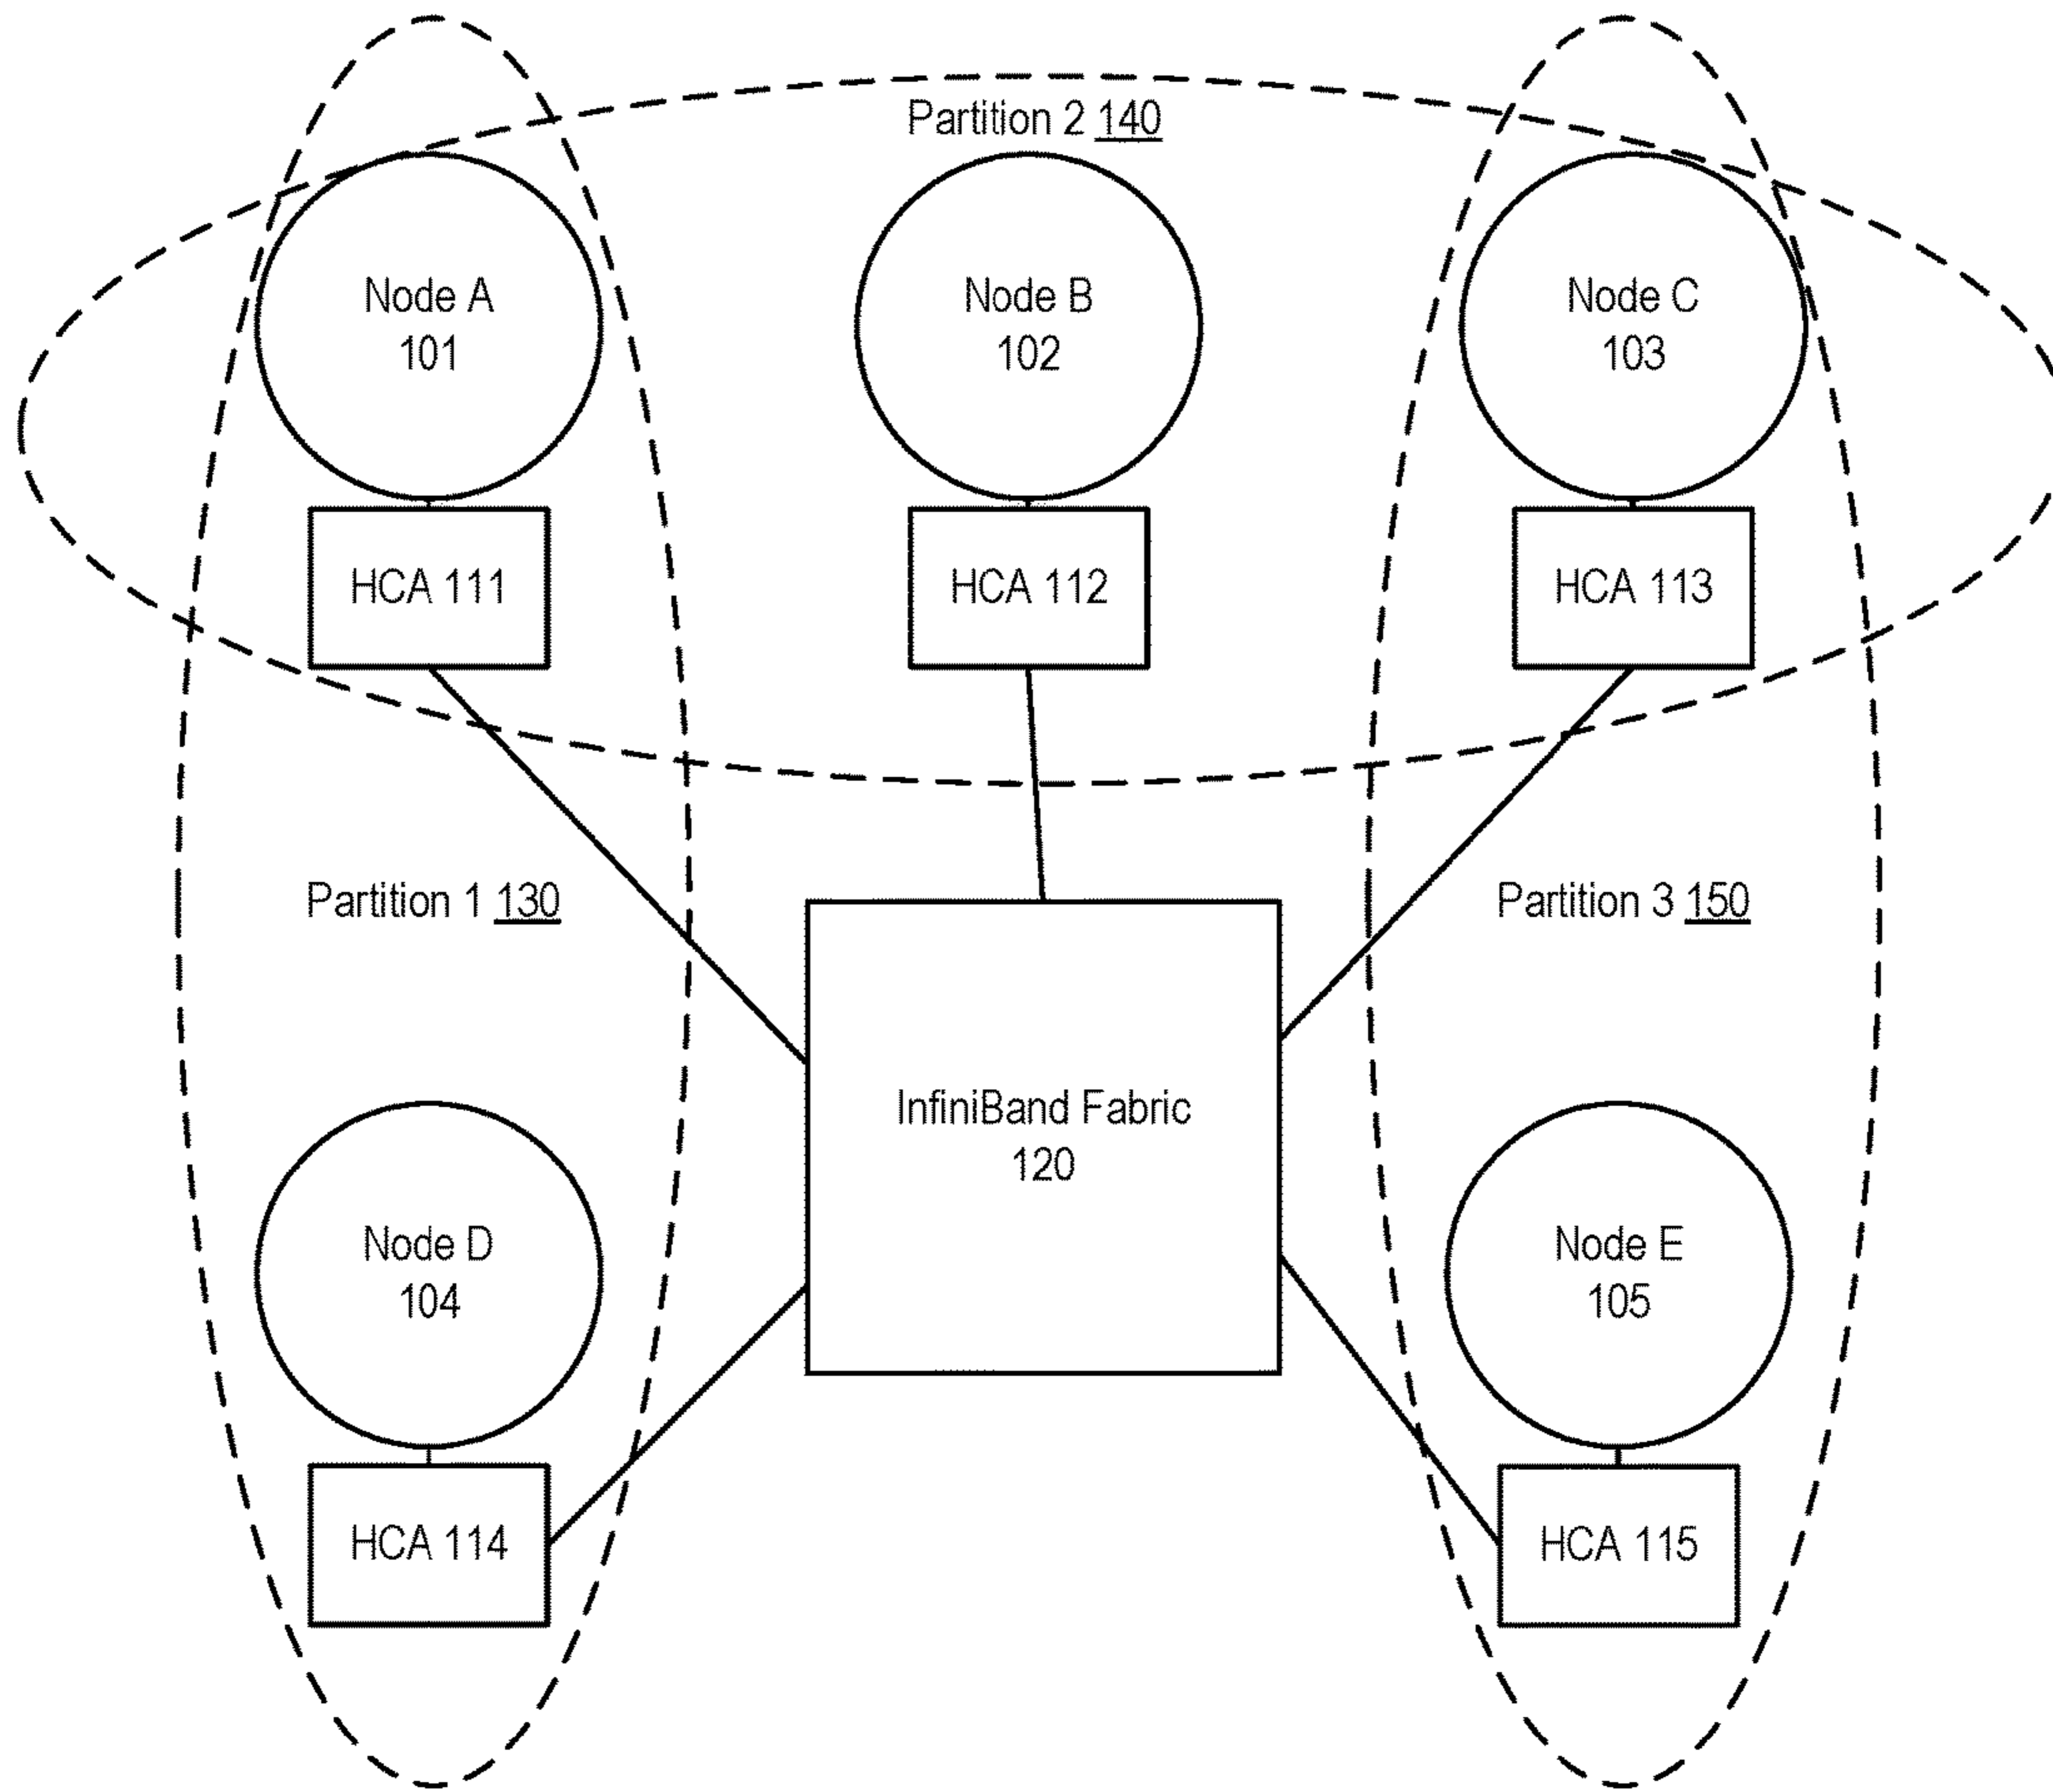 Partition 2 140
Node A
101
Node B
102
Node C
103
HCA 111
HCA 112
HCA 113
Partition 1 130
Partition 3 150
InfiniBand Fabric
120
Node D
104
Node E
105
HCA 114
HCA 115